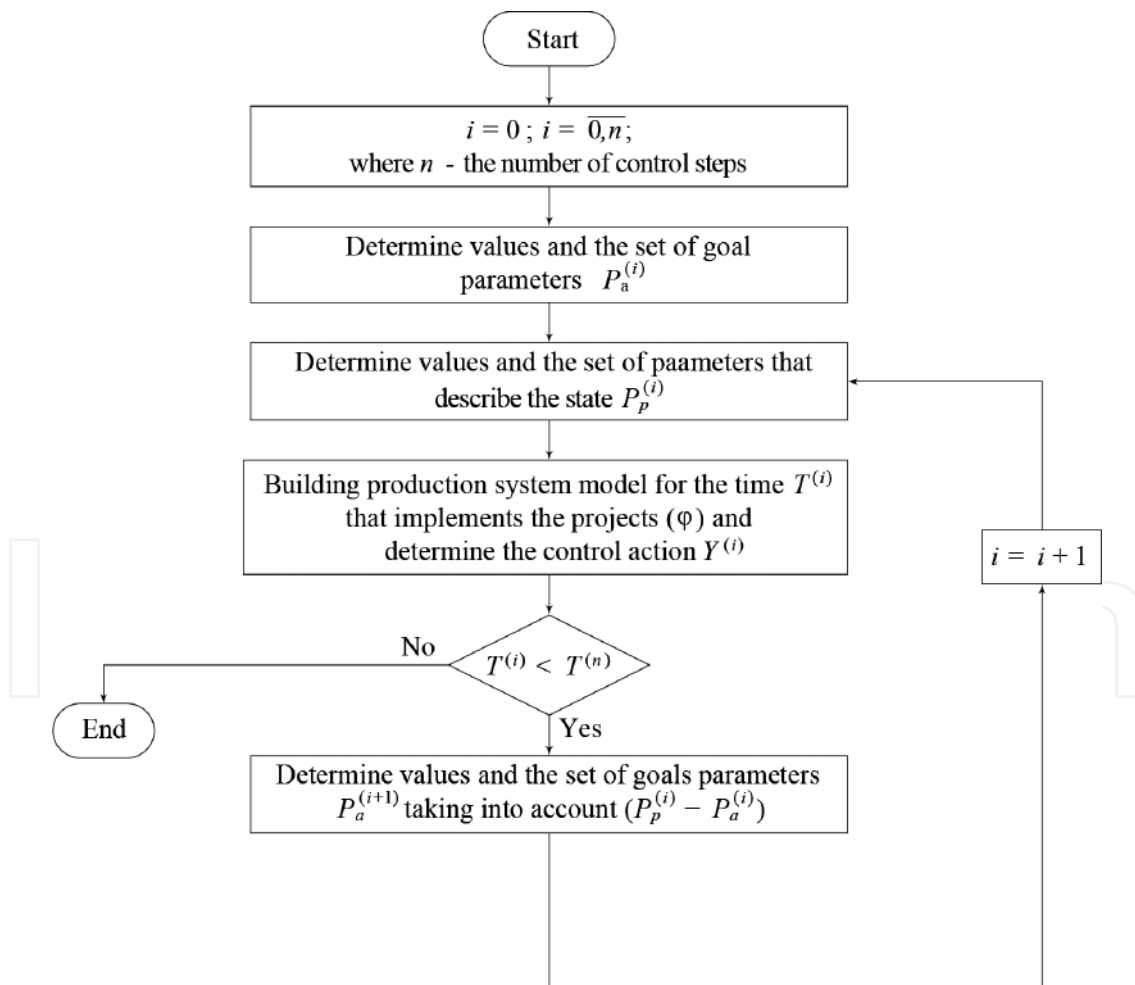 Start
i = 0 ; i = \overline{0,n};
where n - the number of control steps
Determine values and the set of goal
parameters P_a^{(i)}
Determine values and the set of paameters that
describe the state P_p^{(i)}
Building production system model for the time T^{(i)}
that implements the projects (φ) and
determine the control action Y^{(i)}
i = i + 1
No
T^{(i)} < T^{(n)}
End
Yes
Determine values and the set of goals parameters
P_a^{(i+1)} taking into account (P_p^{(i)} − P_a^{(i)})